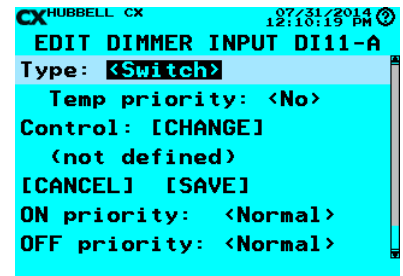 CX HUBBELL CX 07/31/2014
12:10:19 PM
EDIT DIMMER INPUT DI11-A
Type: <Switch>
Temp priority: <No>
Control: [CHANGE]
(not defined)
[CANCEL] [SAVE]
ON priority: <Normal>
OFF priority: <Normal>